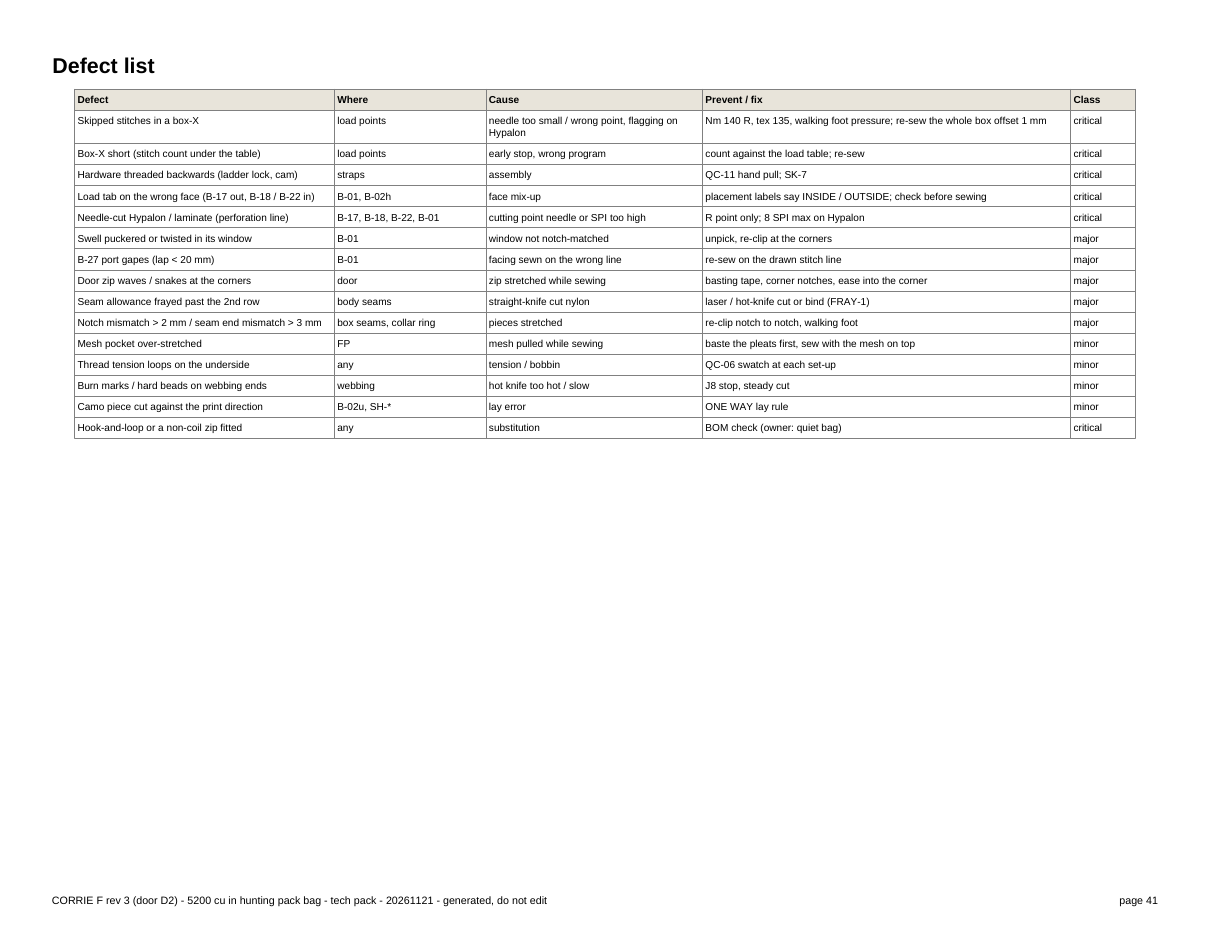 Defect list
Defect Where Cause Prevent / fix Class
Skipped stitches in a box-X load points needle too small / wrong point, flagging on Hypalon Nm 140 R, tex 135, walking foot pressure; re-sew the whole box offset 1 mm critical
Box-X short (stitch count under the table) load points early stop, wrong program count against the load table; re-sew critical
Hardware threaded backwards (ladder lock, cam) straps assembly QC-11 hand pull; SK-7 critical
Load tab on the wrong face (B-17 out, B-18 / B-22 in) B-01, B-02h face mix-up placement labels say INSIDE / OUTSIDE; check before sewing critical
Needle-cut Hypalon / laminate (perforation line) B-17, B-18, B-22, B-01 cutting point needle or SPI too high R point only; 8 SPI max on Hypalon critical
Swell puckered or twisted in its window B-01 window not notch-matched unpick, re-clip at the corners major
B-27 port gapes (lap < 20 mm) B-01 facing sewn on the wrong line re-sew on the drawn stitch line major
Door zip waves / snakes at the corners door zip stretched while sewing basting tape, corner notches, ease into the corner major
Seam allowance frayed past the 2nd row body seams straight-knife cut nylon laser / hot-knife cut or bind (FRAY-1) major
Notch mismatch > 2 mm / seam end mismatch > 3 mm box seams, collar ring pieces stretched re-clip notch to notch, walking foot major
Mesh pocket over-stretched FP mesh pulled while sewing baste the pleats first, sew with the mesh on top minor
Thread tension loops on the underside any tension / bobbin QC-06 swatch at each set-up minor
Burn marks / hard beads on webbing ends webbing hot knife too hot / slow J8 stop, steady cut minor
Camo piece cut against the print direction B-02u, SH-* lay error ONE WAY lay rule minor
Hook-and-loop or a non-coil zip fitted any substitution BOM check (owner: quiet bag) critical
CORRIE F rev 3 (door D2) - 5200 cu in hunting pack bag - tech pack - 20261121 - generated, do not edit page 41